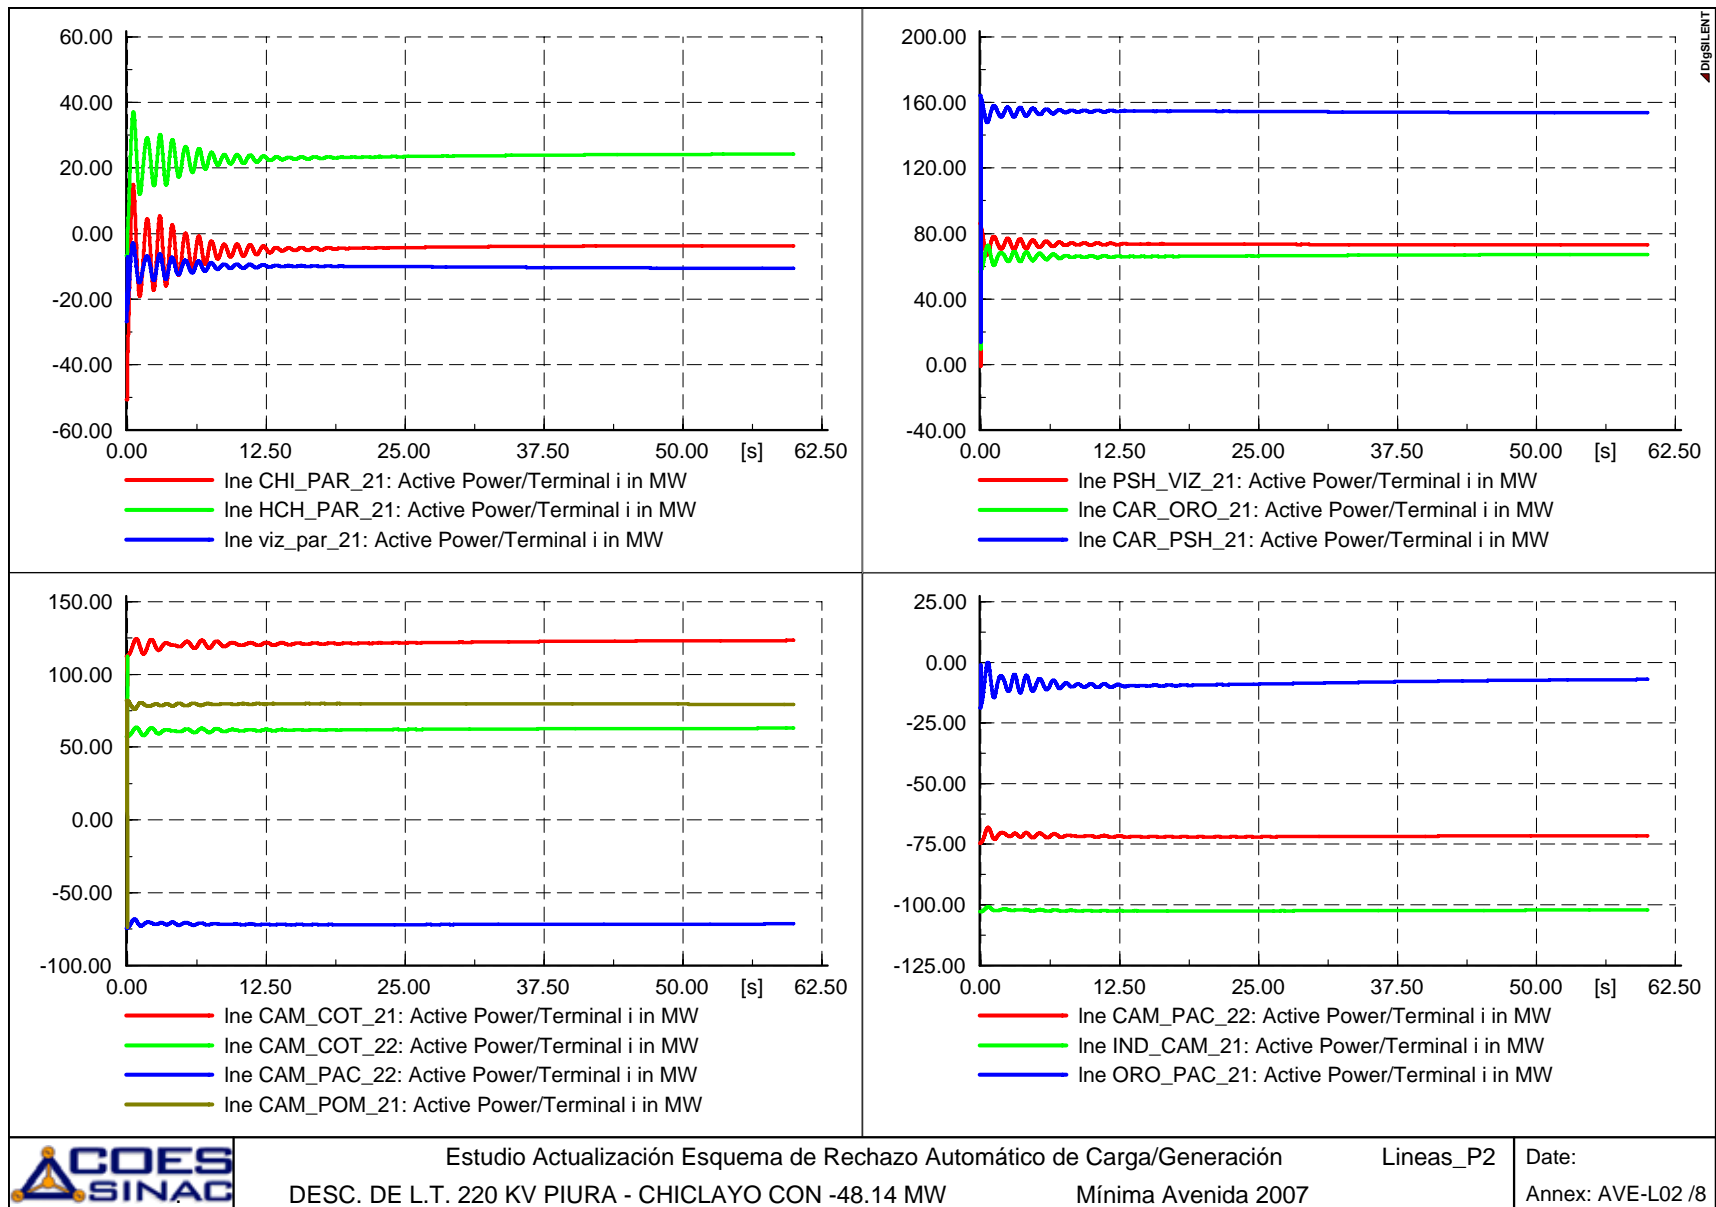 DIgSILENT
60.00
40.00
20.00
0.00
-20.00
-40.00
-60.00
0.00 12.50 25.00 37.50 50.00 [s] 62.50
lne CHI_PAR_21: Active Power/Terminal i in MW
lne HCH_PAR_21: Active Power/Terminal i in MW
lne viz_par_21: Active Power/Terminal i in MW
200.00
160.00
120.00
80.00
40.00
0.00
-40.00
0.00 12.50 25.00 37.50 50.00 [s] 62.50
lne PSH_VIZ_21: Active Power/Terminal i in MW
lne CAR_ORO_21: Active Power/Terminal i in MW
lne CAR_PSH_21: Active Power/Terminal i in MW
150.00
100.00
50.00
0.00
-50.00
-100.00
0.00 12.50 25.00 37.50 50.00 [s] 62.50
lne CAM_COT_21: Active Power/Terminal i in MW
lne CAM_COT_22: Active Power/Terminal i in MW
lne CAM_PAC_22: Active Power/Terminal i in MW
lne CAM_POM_21: Active Power/Terminal i in MW
25.00
0.00
-25.00
-50.00
-75.00
-100.00
-125.00
0.00 12.50 25.00 37.50 50.00 [s] 62.50
lne CAM_PAC_22: Active Power/Terminal i in MW
lne IND_CAM_21: Active Power/Terminal i in MW
lne ORO_PAC_21: Active Power/Terminal i in MW
COES
SINAC
Estudio Actualización Esquema de Rechazo Automático de Carga/Generación Lineas_P2
DESC. DE L.T. 220 KV PIURA - CHICLAYO CON -48.14 MW Mínima Avenida 2007
Date:
Annex: AVE-L02 /8